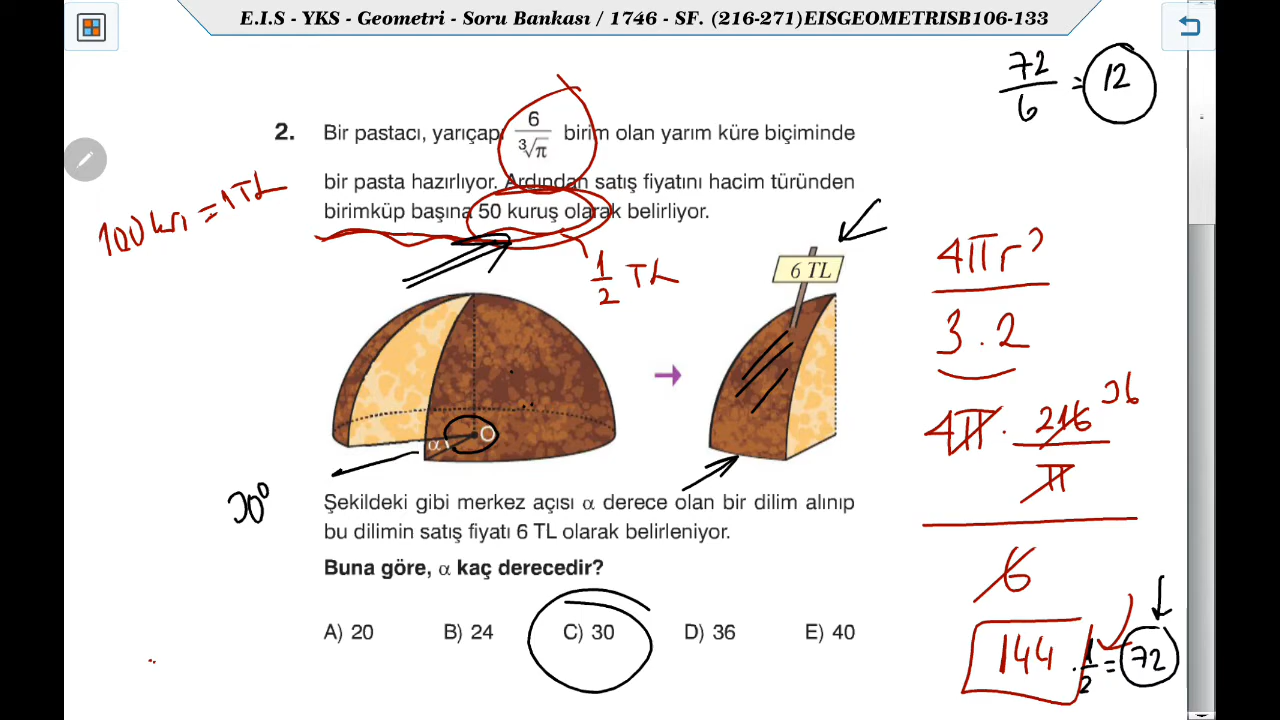 E.I.S - YKS - Geometri - Soru Bankası / 1746 - SF. (216-271)EISGEOMETRISB106-133
72/6 = 12
2. Bir pastacı, yarıçapı 6/∛π birim olan yarım küre biçiminde
bir pasta hazırlıyor. Ardından satış fiyatını hacim türünden
birimküp başına 50 kuruş olarak belirliyor.
100 krş = 1 TL
1/2 TL
6 TL
4πr³
3.2
α
O
4π . 216/π 36
6
30°
Şekildeki gibi merkez açısı α derece olan bir dilim alınıp
bu dilimin satış fiyatı 6 TL olarak belirleniyor.
Buna göre, α kaç derecedir?
A) 20 B) 24 C) 30 D) 36 E) 40
144 . 1/2 = 72